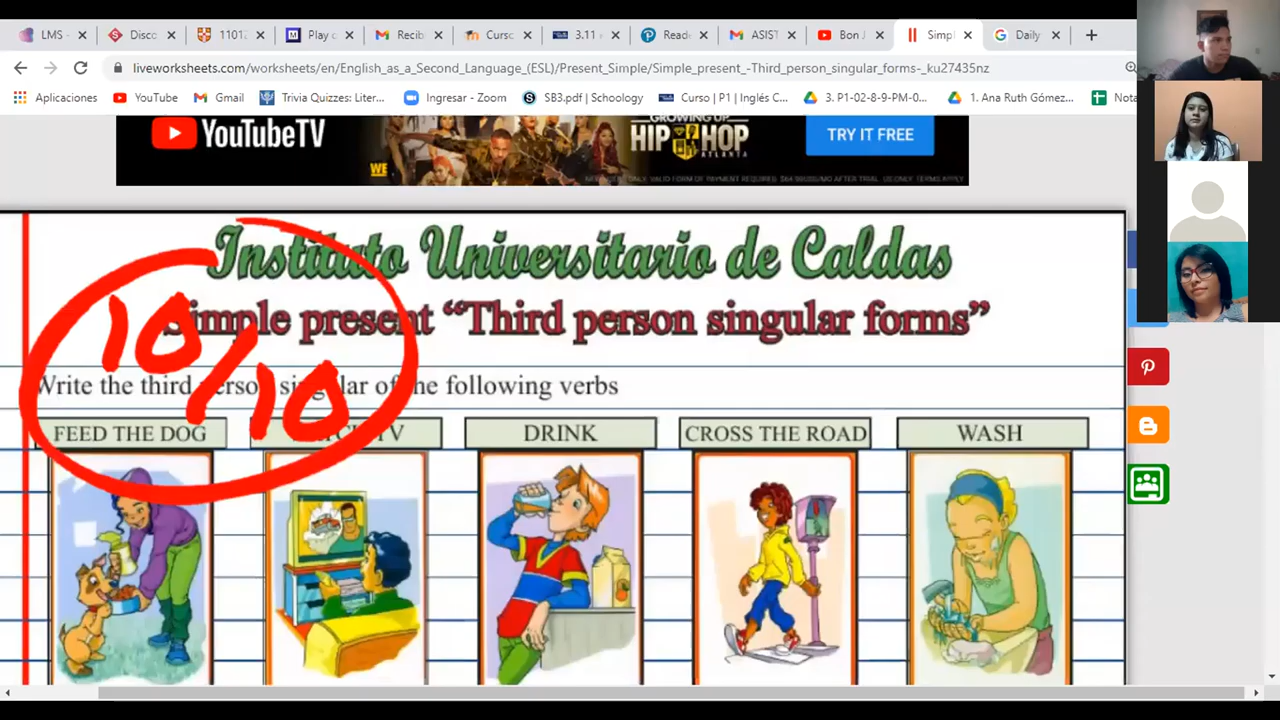 LMS -
Disco
1101:
Play c
Recib
Curso
3.11
Reade
ASIST
Bon J
Simpl
Daily
liveworksheets.com/worksheets/en/English_as_a_Second_Language_(ESL)/Present_Simple/Simple_present_-Third_person_singular_forms-_ku27435nz
Aplicaciones
YouTube
Gmail
Trivia Quizzes: Liter...
Ingresar - Zoom
SB3.pdf | Schoology
Curso | P1 | Inglés C...
3. P1-02-8-9-PM-0...
1. Ana Ruth Gómez...
Nota
YouTubeTV
WE
GROWING UP
HIP HOP
ATLANTA
TRY IT FREE
Instituto Universitario de Caldas
Simple present “Third person singular forms”
10/10
Write the third person singular of the following verbs
FEED THE DOG
TV
DRINK
CROSS THE ROAD
WASH